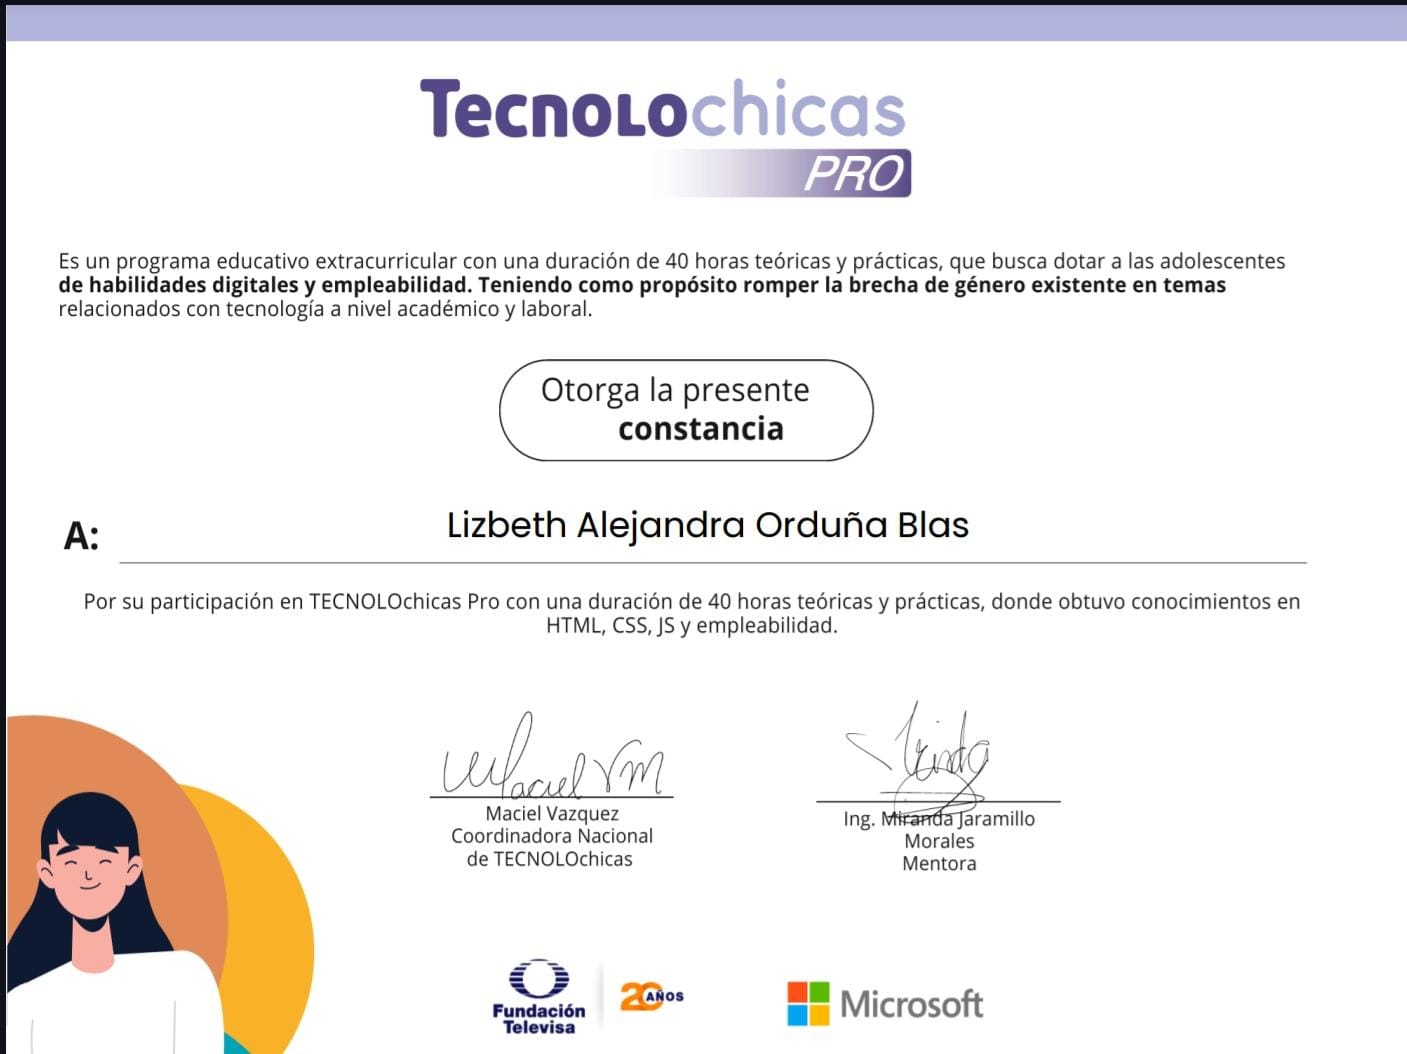 TecnoLochicas
PRO
Es un programa educativo extracurricular con una duración de 40 horas teóricas y prácticas, que busca dotar a las adolescentes
de habilidades digitales y empleabilidad. Teniendo como propósito romper la brecha de género existente en temas
relacionados con tecnología a nivel académico y laboral.
Otorga la presente
constancia
A:
Lizbeth Alejandra Orduña Blas
Por su participación en TECNOLOchicas Pro con una duración de 40 horas teóricas y prácticas, donde obtuvo conocimientos en
HTML, CSS, JS y empleabilidad.
Maciel VM
Maciel Vazquez
Coordinadora Nacional
de TECNOLOchicas
Ing. Miranda Jaramillo
Morales
Mentora
Fundación
Televisa
20 AÑOS
Microsoft